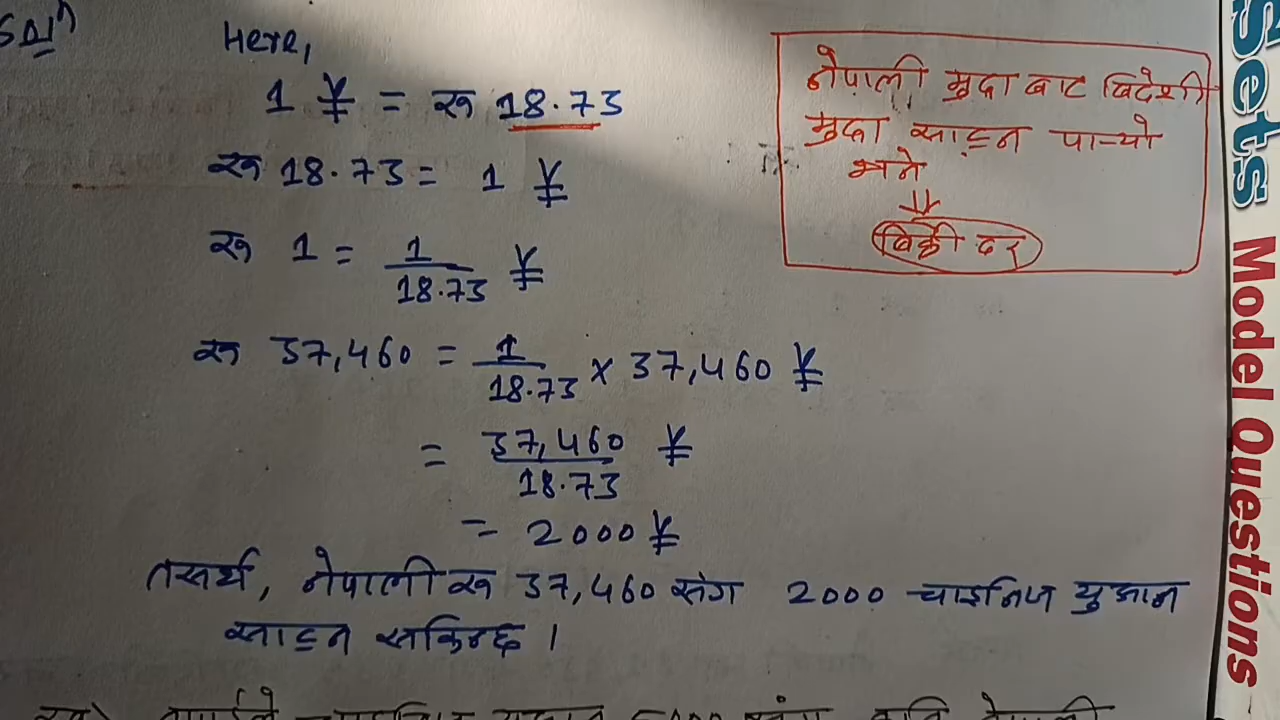 Solⁿ
Here,
1 ¥ = रू 18.73
रू 18.73 = 1 ¥
रू 1 = 1/18.73 ¥
रू 37,460 = 1/18.73 × 37,460 ¥
= 37,460/18.73 ¥
= 2000 ¥
तसर्थ, नेपाली रू 37,460 संग 2000 चाइनिज युआन
साट्न सकिन्छ ।
नेपाली मुद्रा बाट विदेशी
मुद्रा साट्न पार्‍यो
भने
⇓
बिक्री दर
Sets Model Questions